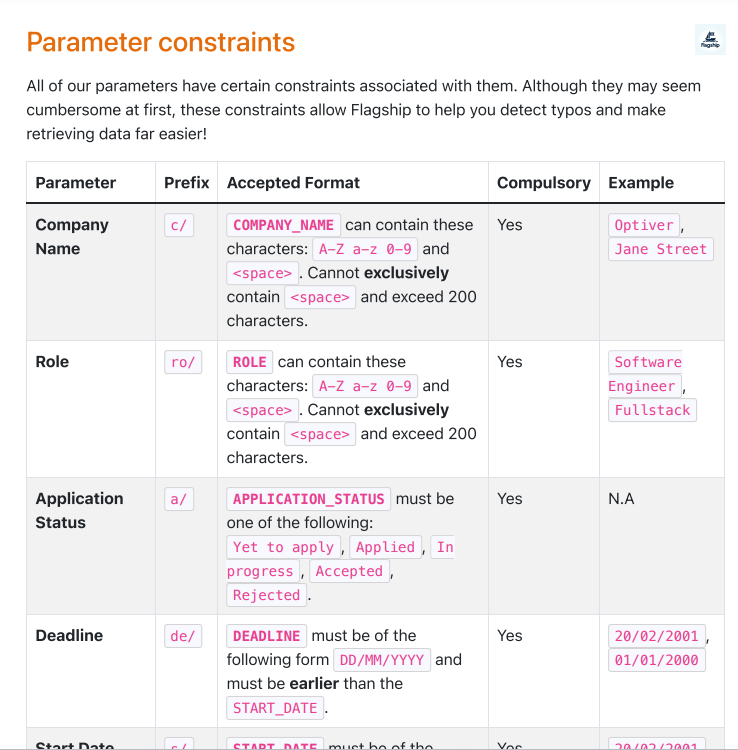 Parameter constraints
flagship
All of our parameters have certain constraints associated with them. Although they may seem
cumbersome at first, these constraints allow Flagship to help you detect typos and make
retrieving data far easier!
Parameter Prefix Accepted Format Compulsory Example
Company Name
c/
COMPANY_NAME can contain these
characters: A-Z a-z 0-9 and
<space> . Cannot exclusively
contain <space> and exceed 200
characters.
Yes
Optiver ,
Jane Street
Role
ro/
ROLE can contain these
characters: A-Z a-z 0-9 and
<space> . Cannot exclusively
contain <space> and exceed 200
characters.
Yes
Software
Engineer ,
Fullstack
Application
Status
a/
APPLICATION_STATUS must be
one of the following:
Yet to apply , Applied , In
progress , Accepted ,
Rejected .
Yes
N.A
Deadline
de/
DEADLINE must be of the
following form DD/MM/YYYY and
must be earlier than the
START_DATE .
Yes
20/02/2001 ,
01/01/2000
Start Date
s/
START_DATE must be of the
Yes
20/02/2001